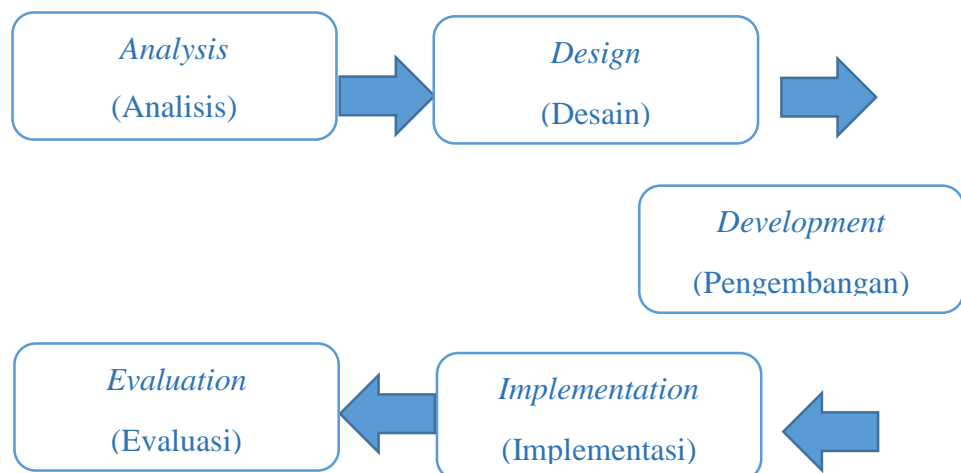 Analysis
(Analisis)
Design
(Desain)
Development
(Pengembangan)
Evaluation
(Evaluasi)
Implementation
(Implementasi)